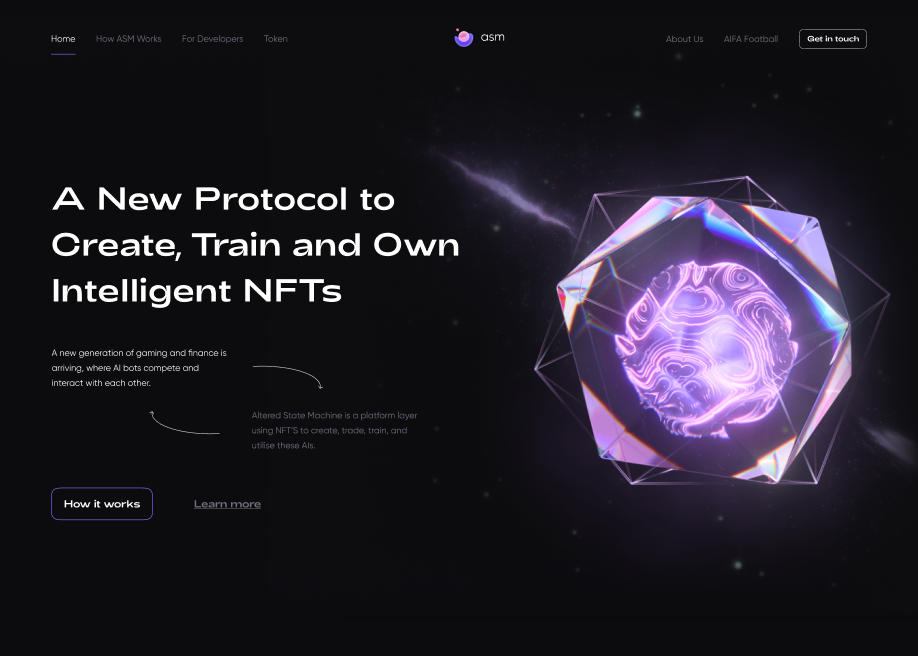 Home
How ASM Works
For Developers
Token
asm
About Us
AIFA Football
Get in touch
A New Protocol to
Create, Train and Own
Intelligent NFTs
A new generation of gaming and finance is
arriving, where AI bots compete and
interact with each other.
Altered State Machine is a platform layer
using NFT'S to create, trade, train, and
utilise these AIs.
How it works
Learn more